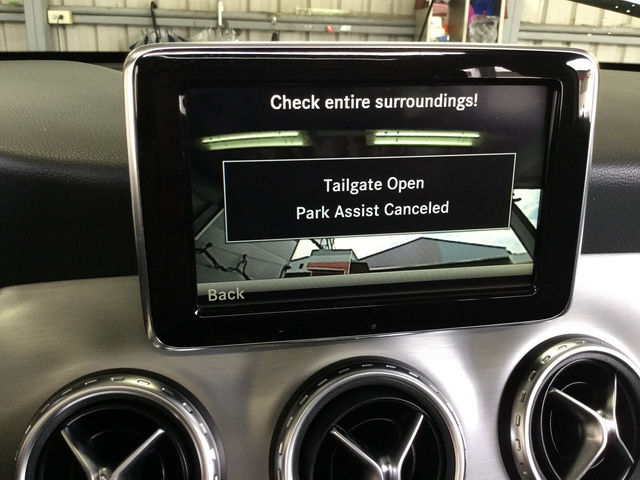 Check entire surroundings!
Tailgate Open
Park Assist Canceled
Back